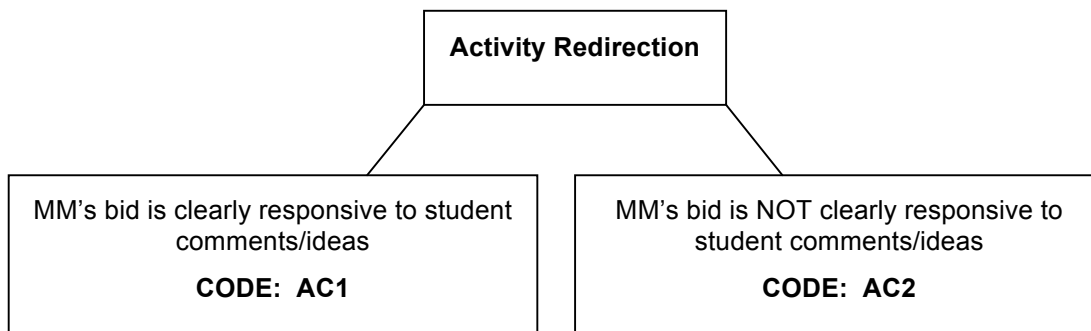 Activity Redirection
MM's bid is clearly responsive to student
comments/ideas
CODE: AC1
MM's bid is NOT clearly responsive to
student comments/ideas
CODE: AC2